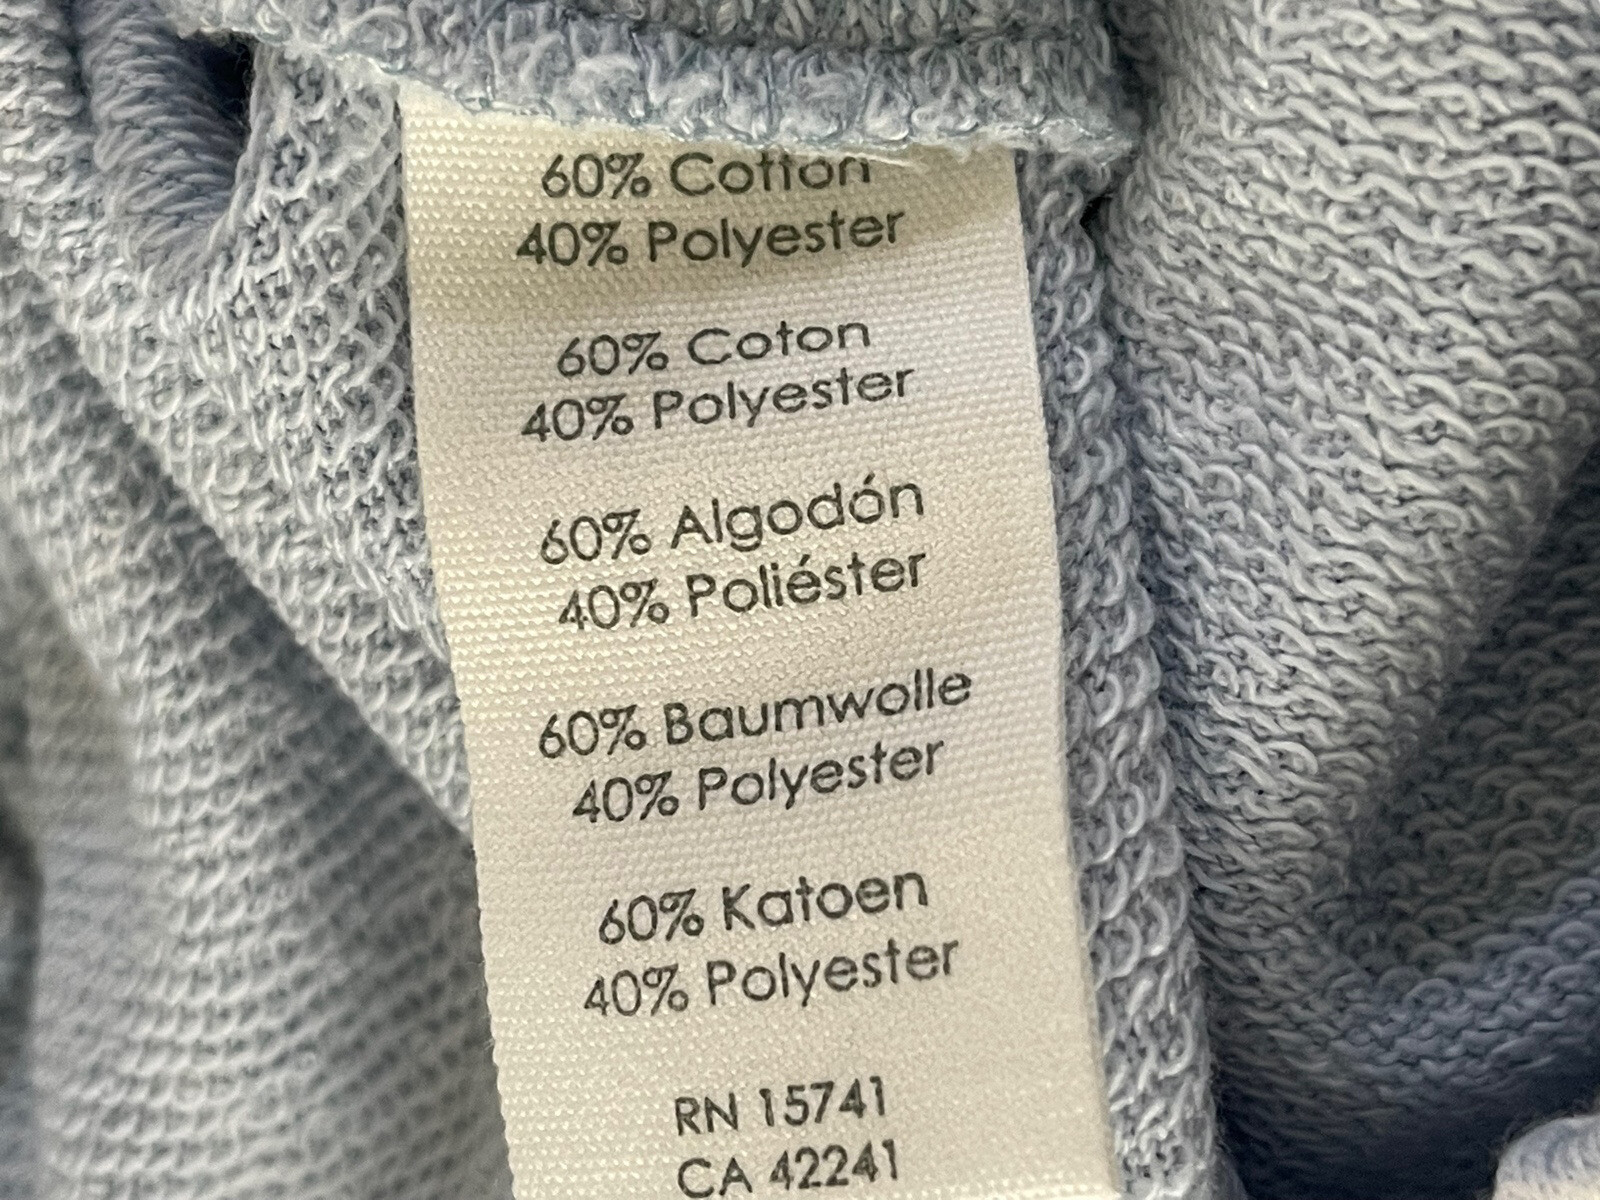 60% Cotton
40% Polyester
60% Coton
40% Polyester
60% Algodón
40% Poliéster
60% Baumwolle
40% Polyester
60% Katoen
40% Polyester
RN 15741
CA 42241